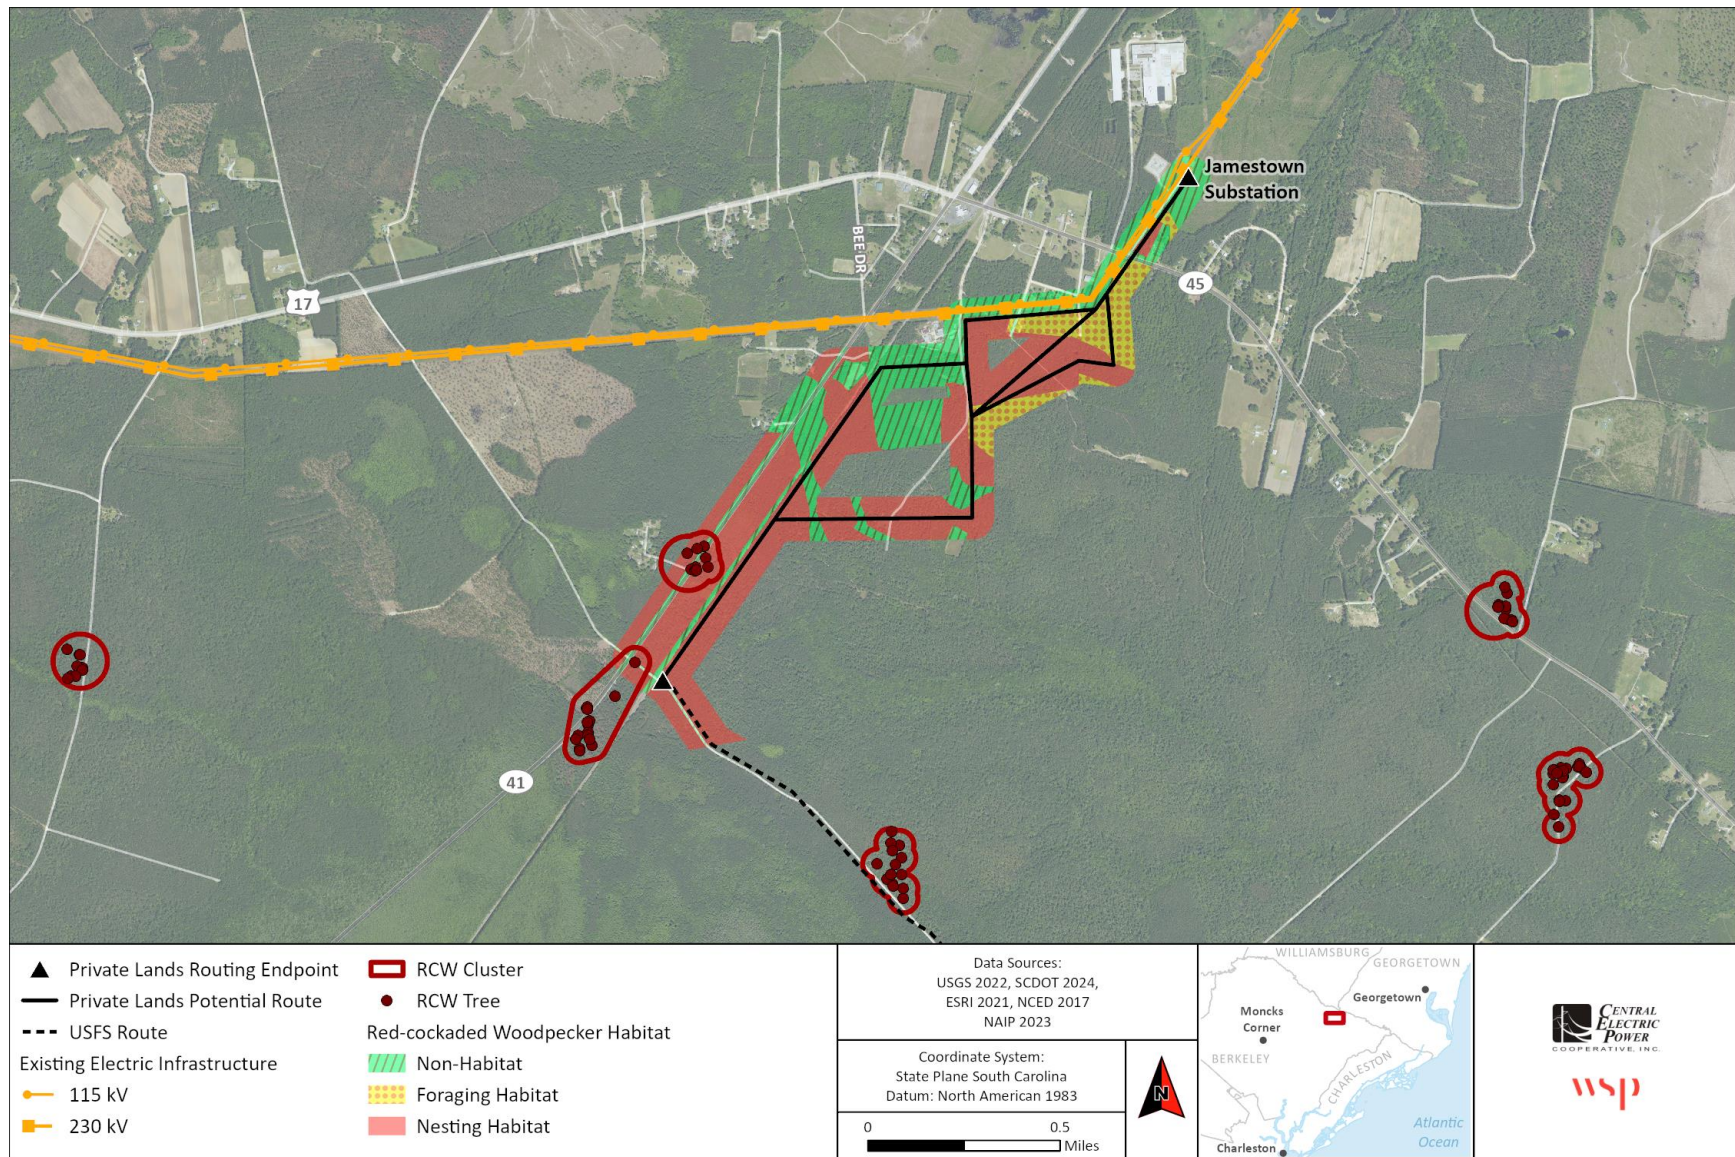 Jamestown
Substation
BEE DR
17
45
41
Private Lands Routing Endpoint
Private Lands Potential Route
USFS Route
Existing Electric Infrastructure
115 kV
230 kV
RCW Cluster
RCW Tree
Red-cockaded Woodpecker Habitat
Non-Habitat
Foraging Habitat
Nesting Habitat
Data Sources:
USGS 2022, SCDOT 2024,
ESRI 2021, NCED 2017
NAIP 2023
Coordinate System:
State Plane South Carolina
Datum: North American 1983
0 0.5
Miles
N
WILLIAMSBURG
GEORGETOWN
Georgetown
Moncks
Corner
BERKELEY
CHARLESTON
Atlantic
Ocean
Charleston
CENTRAL
ELECTRIC
POWER
COOPERATIVE, INC.
wsp